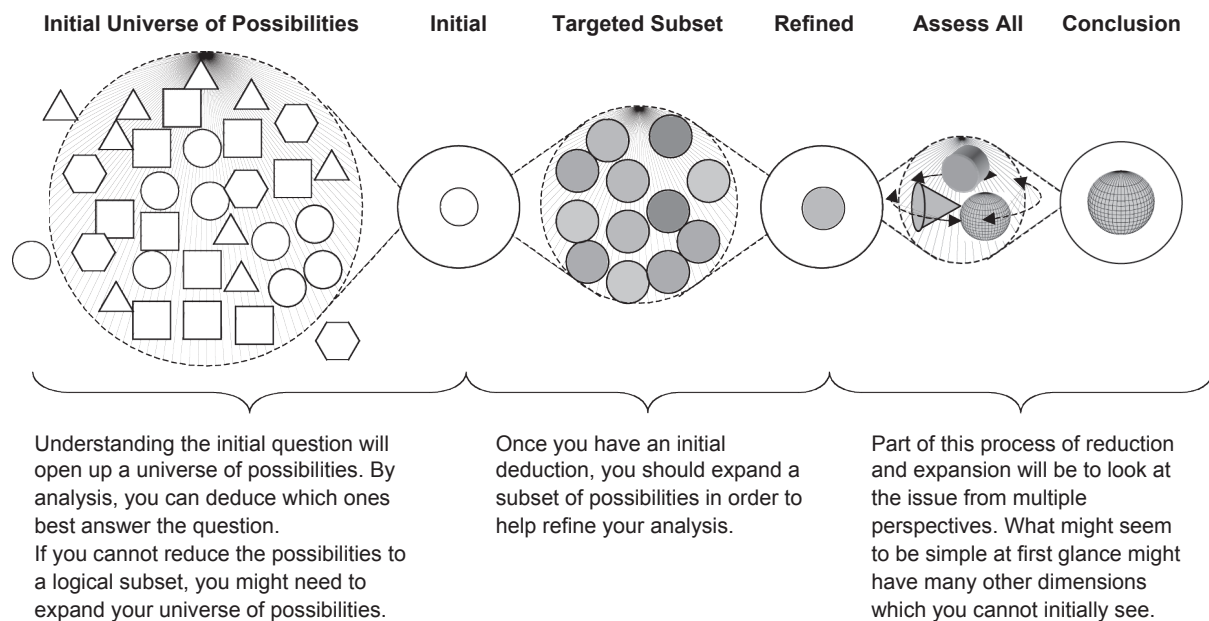 Initial Universe of Possibilities
Initial
Targeted Subset
Refined
Assess All
Conclusion
Understanding the initial question will
open up a universe of possibilities. By
analysis, you can deduce which ones
best answer the question.
If you cannot reduce the possibilities to
a logical subset, you might need to
expand your universe of possibilities.
Once you have an initial
deduction, you should expand a
subset of possibilities in order to
help refine your analysis.
Part of this process of reduction
and expansion will be to look at
the issue from multiple
perspectives. What might seem
to be simple at first glance might
have many other dimensions
which you cannot initially see.